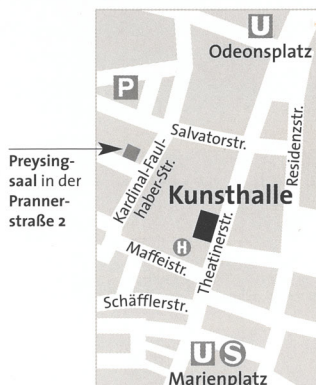 U
Odeonsplatz
P
Salvatorstr.
Residenzstr.
Kardinal-Faul-
haber-Str.
Preysing-
saal in der
Pranner-
straße 2
Kunsthalle
H
Theatinerstr.
Maffeistr.
Schäfflerstr.
U S
Marienplatz